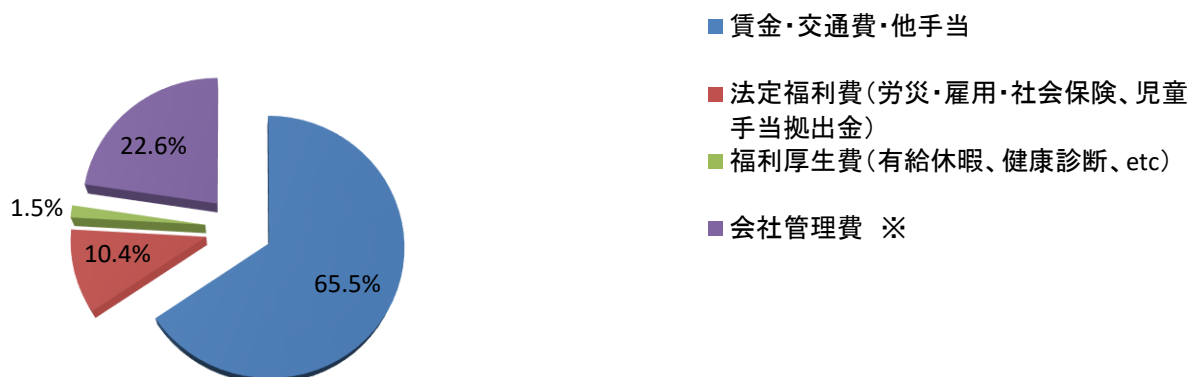 賃金・交通費・他手当
法定福利費(労災・雇用・社会保険、児童
手当拠出金)
福利厚生費(有給休暇、健康診断、etc)
会社管理費　※
22.6%
1.5%
10.4%
65.5%